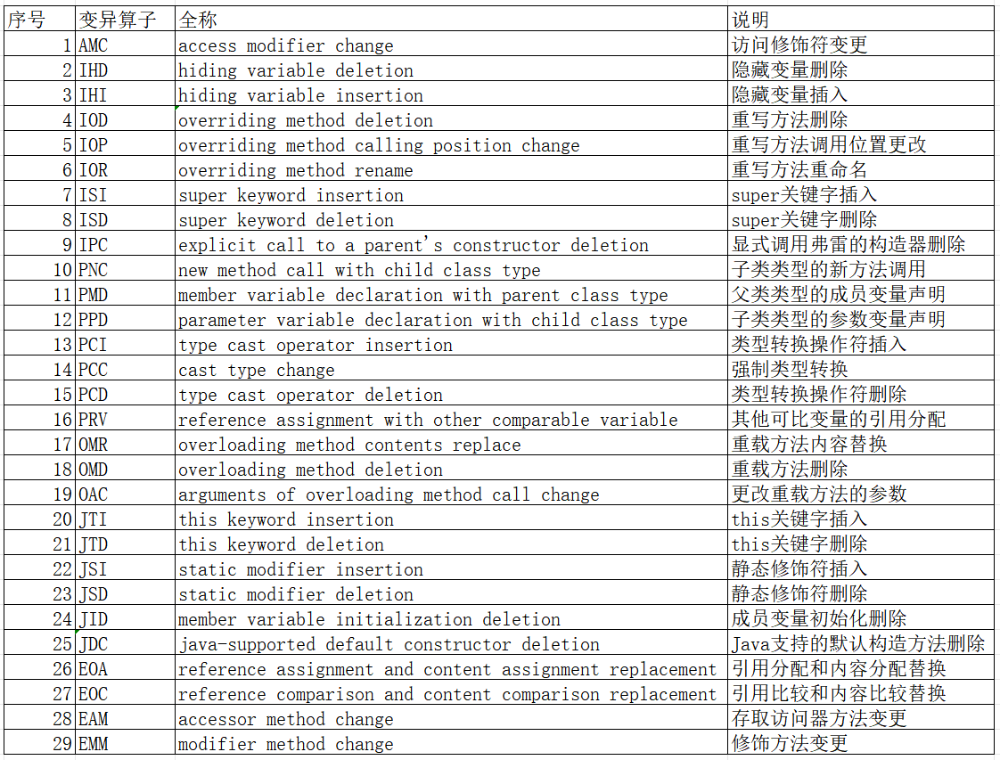 序号 变异算子 全称 说明
1 AMC access modifier change 访问修饰符变更
2 IHD hiding variable deletion 隐藏变量删除
3 IHI hiding variable insertion 隐藏变量插入
4 IOD overriding method deletion 重写方法删除
5 IOP overriding method calling position change 重写方法调用位置更改
6 IOR overriding method rename 重写方法重命名
7 ISI super keyword insertion super关键字插入
8 ISD super keyword deletion super关键字删除
9 IPC explicit call to a parent's constructor deletion 显式调用弗雷的构造器删除
10 PNC new method call with child class type 子类类型的新方法调用
11 PMD member variable declaration with parent class type 父类类型的成员变量声明
12 PPD parameter variable declaration with child class type 子类类型的参数变量声明
13 PCI type cast operator insertion 类型转换操作符插入
14 PCC cast type change 强制类型转换
15 PCD type cast operator deletion 类型转换操作符删除
16 PRV reference assignment with other comparable variable 其他可比变量的引用分配
17 OMR overloading method contents replace 重载方法内容替换
18 OMD overloading method deletion 重载方法删除
19 OAC arguments of overloading method call change 更改重载方法的参数
20 JTI this keyword insertion this关键字插入
21 JTD this keyword deletion this关键字删除
22 JSI static modifier insertion 静态修饰符插入
23 JSD static modifier deletion 静态修饰符删除
24 JID member variable initialization deletion 成员变量初始化删除
25 JDC java-supported default constructor deletion Java支持的默认构造方法删除
26 EOA reference assignment and content assignment replacement 引用分配和内容分配替换
27 EOC reference comparison and content comparison replacement 引用比较和内容比较替换
28 EAM accessor method change 存取访问器方法变更
29 EMM modifier method change 修饰方法变更